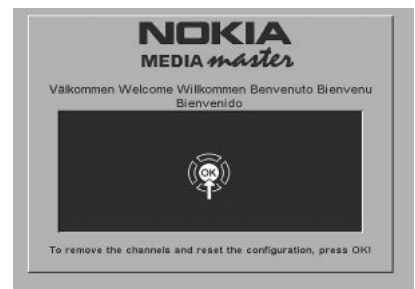 NOKIA
MEDIA master
Välkommen Welcome Willkommen Benvenuto Bienvenu
Bienvenido
OK
To remove the channels and reset the configuration, press OK!